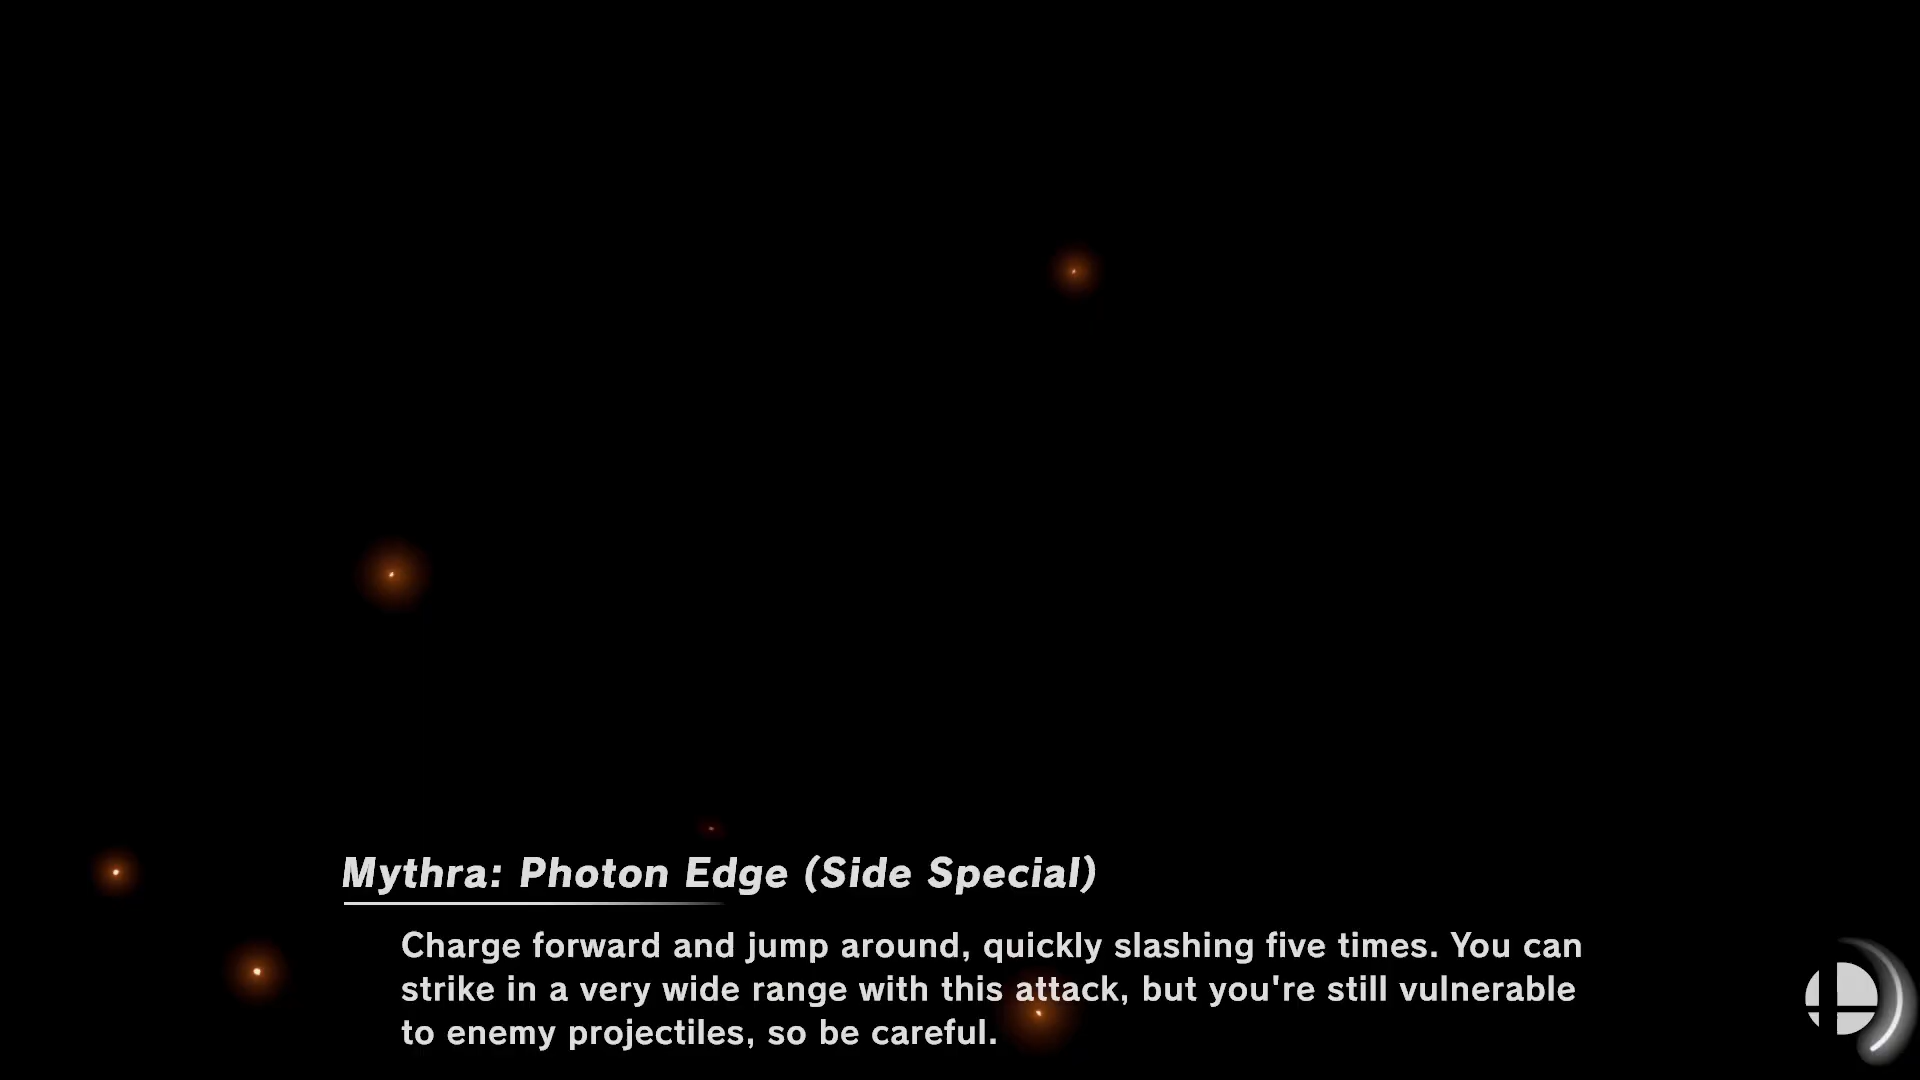 Mythra: Photon Edge (Side Special)
Charge forward and jump around, quickly slashing five times. You can
strike in a very wide range with this attack, but you're still vulnerable
to enemy projectiles, so be careful.